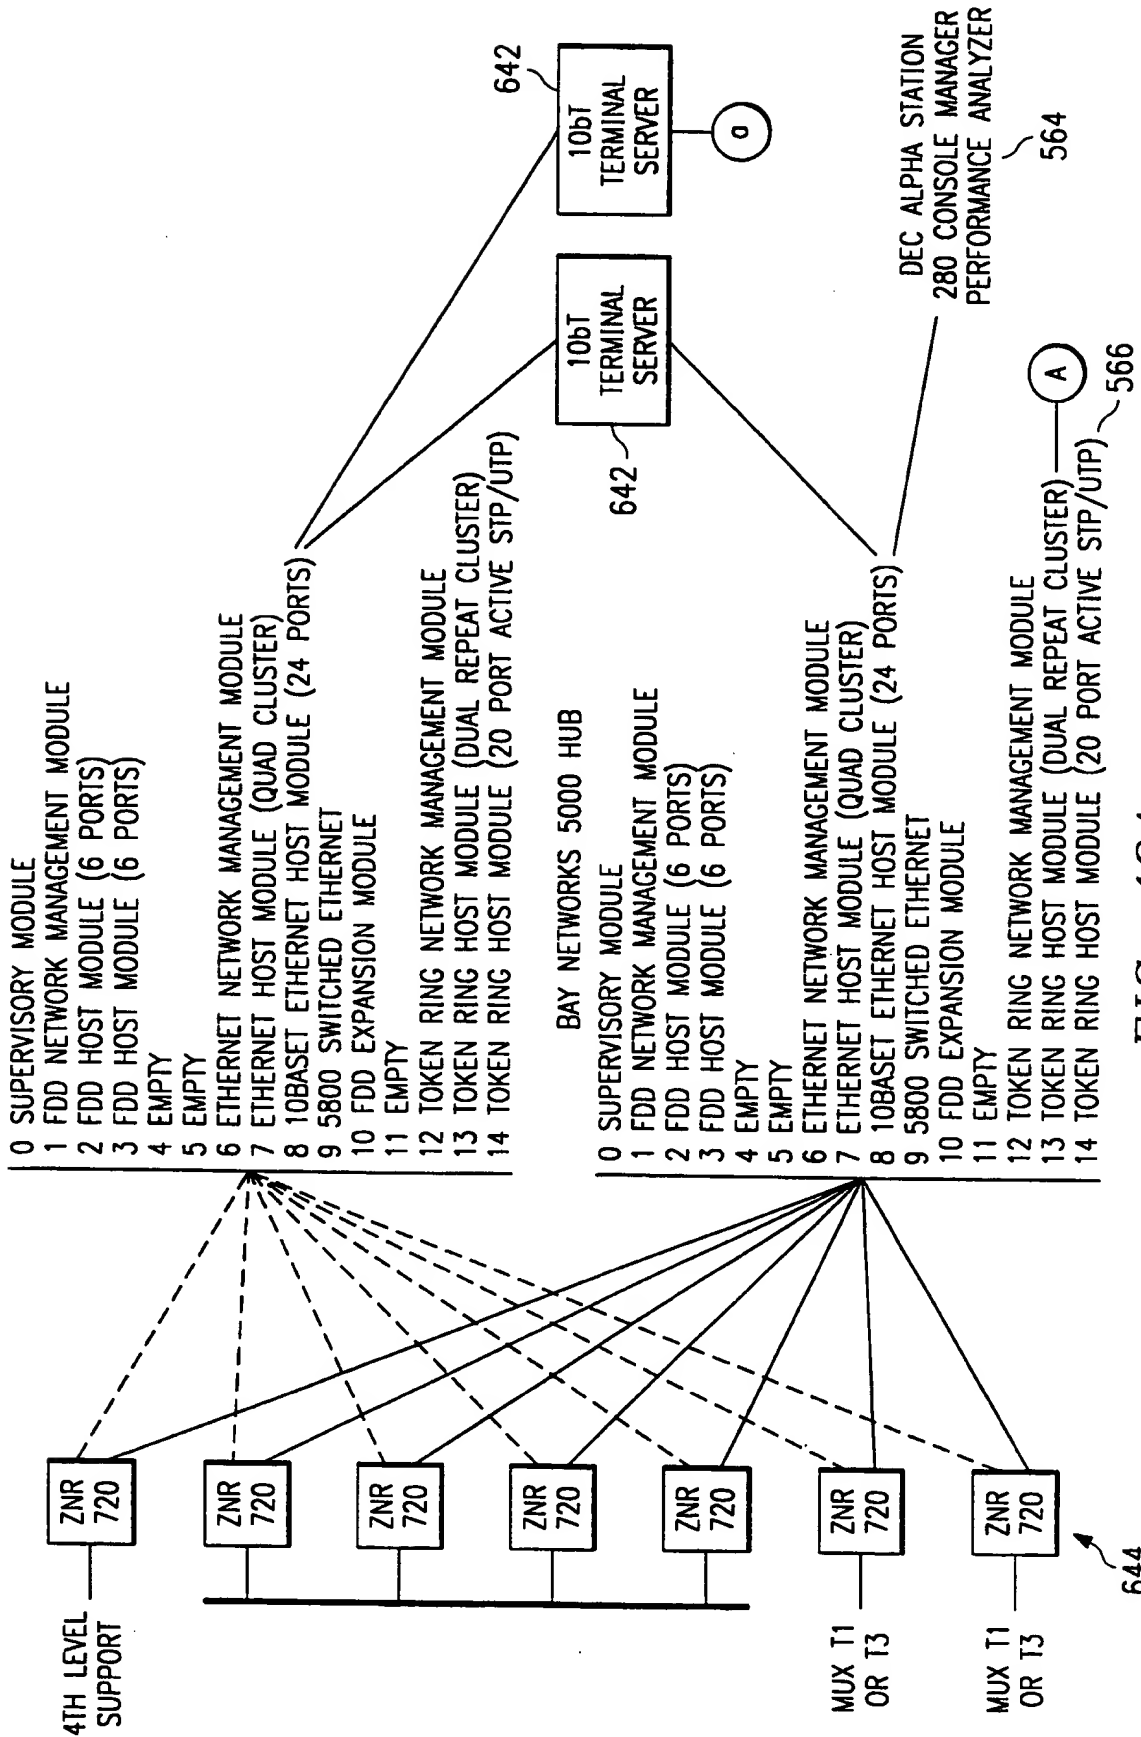 0 SUPERVISORY MODULE
1 FDD NETWORK MANAGEMENT MODULE
2 FDD HOST MODULE (6 PORTS)
3 FDD HOST MODULE (6 PORTS)
4 EMPTY
5 EMPTY
6 ETHERNET NETWORK MANAGEMENT MODULE
7 ETHERNET HOST MODULE (QUAD CLUSTER)
8 10BASET ETHERNET HOST MODULE (24 PORTS)
9 5800 SWITCHED ETHERNET
10 FDD EXPANSION MODULE
11 EMPTY
12 TOKEN RING NETWORK MANAGEMENT MODULE
13 TOKEN RING HOST MODULE (DUAL REPEAT CLUSTER)
14 TOKEN RING HOST MODULE (20 PORT ACTIVE STP/UTP)
BAY NETWORKS 5000 HUB
0 SUPERVISORY MODULE
1 FDD NETWORK MANAGEMENT MODULE
2 FDD HOST MODULE (6 PORTS)
3 FDD HOST MODULE (6 PORTS)
4 EMPTY
5 EMPTY
6 ETHERNET NETWORK MANAGEMENT MODULE
7 ETHERNET HOST MODULE (QUAD CLUSTER)
8 10BASET ETHERNET HOST MODULE (24 PORTS)
9 5800 SWITCHED ETHERNET
10 FDD EXPANSION MODULE
11 EMPTY
12 TOKEN RING NETWORK MANAGEMENT MODULE
13 TOKEN RING HOST MODULE (DUAL REPEAT CLUSTER)
14 TOKEN RING HOST MODULE (20 PORT ACTIVE STP/UTP)
566
A
4TH LEVEL
SUPPORT
ZNR
720
ZNR
720
ZNR
720
ZNR
720
ZNR
720
MUX T1
OR T3
ZNR
720
MUX T1
OR T3
ZNR
720
644
642
10bT
TERMINAL
SERVER
a
642
10bT
TERMINAL
SERVER
DEC ALPHA STATION
280 CONSOLE MANAGER
PERFORMANCE ANALYZER
564